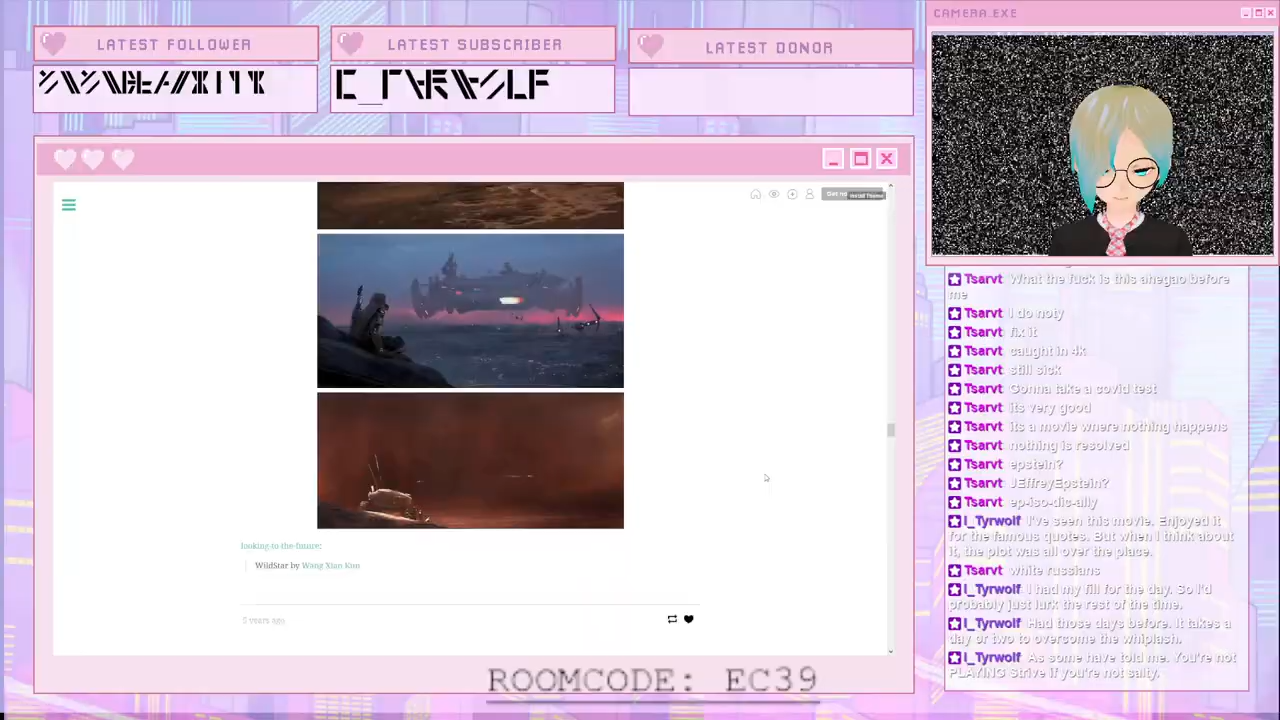 LATEST FOLLOWER
LATEST SUBSCRIBER
LATEST DONOR
CAMERA.EXE
looking-to-the-future:
WildStar by Wang Xian Kun
5 years ago
ROOMCODE: EC39
Tsarvt What the fuck is this ahegao before
me
Tsarvt I do noty
Tsarvt fix it
Tsarvt caught in 4k
Tsarvt still sick
Tsarvt Gonna take a covid test
Tsarvt its very good
Tsarvt its a movie where nothing happens
Tsarvt nothing is resolved
Tsarvt epstein?
Tsarvt JEffreyEpstein?
Tsarvt ep-iso-dic-ally
I_Tyrwolf I've seen this movie. Enjoyed it
for the famous quotes. But when I think about
it, the plot was all over the place.
Tsarvt white russians
I_Tyrwolf I had my fill for the day. So I'd
probably just lurk the rest of the time.
I_Tyrwolf Had those days before. It takes a
day or two to overcome the whiplash.
I_Tyrwolf As some have told me. You're not
PLAYING Strive if you're not salty.